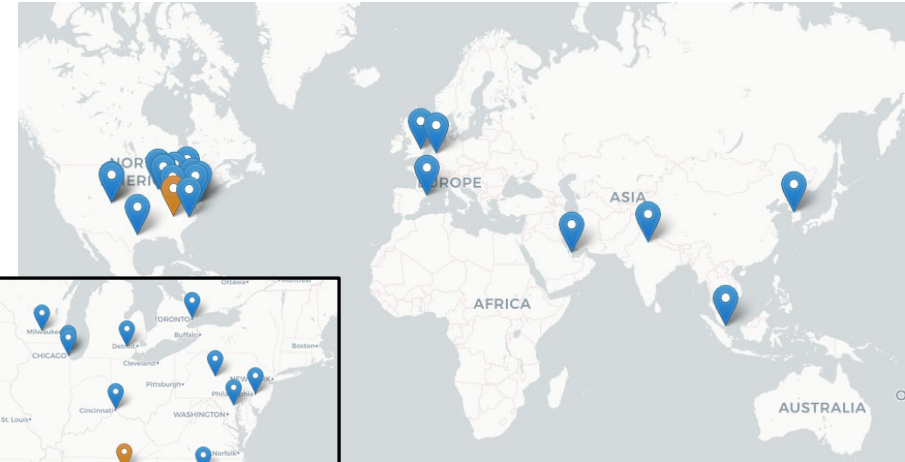 NORTH
AMERICA
EUROPE
ASIA
AFRICA
AUSTRALIA
Ottawa
Montreal
TORONTO
Milwaukee
Buffalo
Detroit
Boston
CHICAGO
Cleveland
NEW YORK
Pittsburgh
Philadelphia
Cincinnati
WASHINGTON
St. Louis
Norfolk